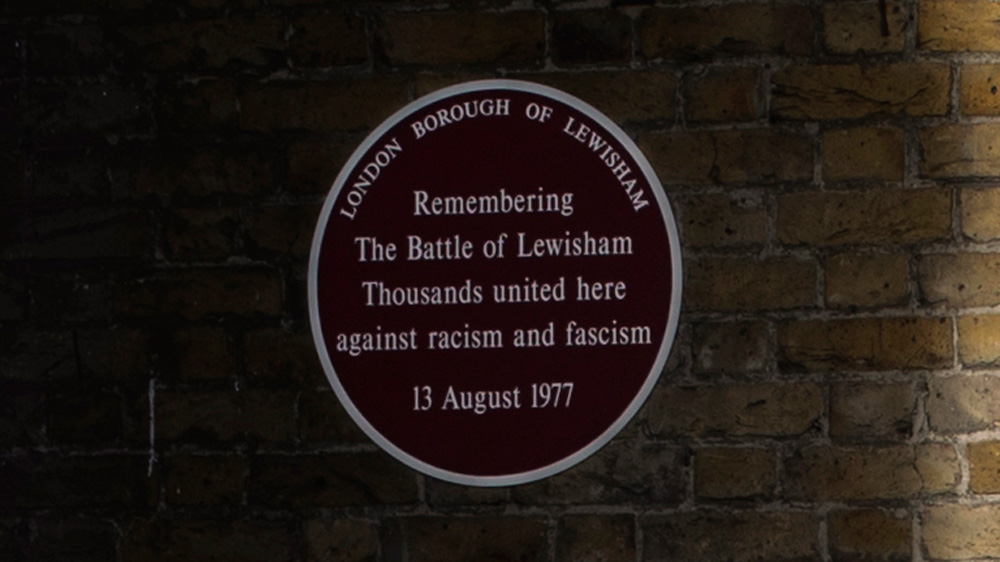 LONDON BOROUGH OF LEWISHAM
Remembering
The Battle of Lewisham
Thousands united here
against racism and fascism
13 August 1977